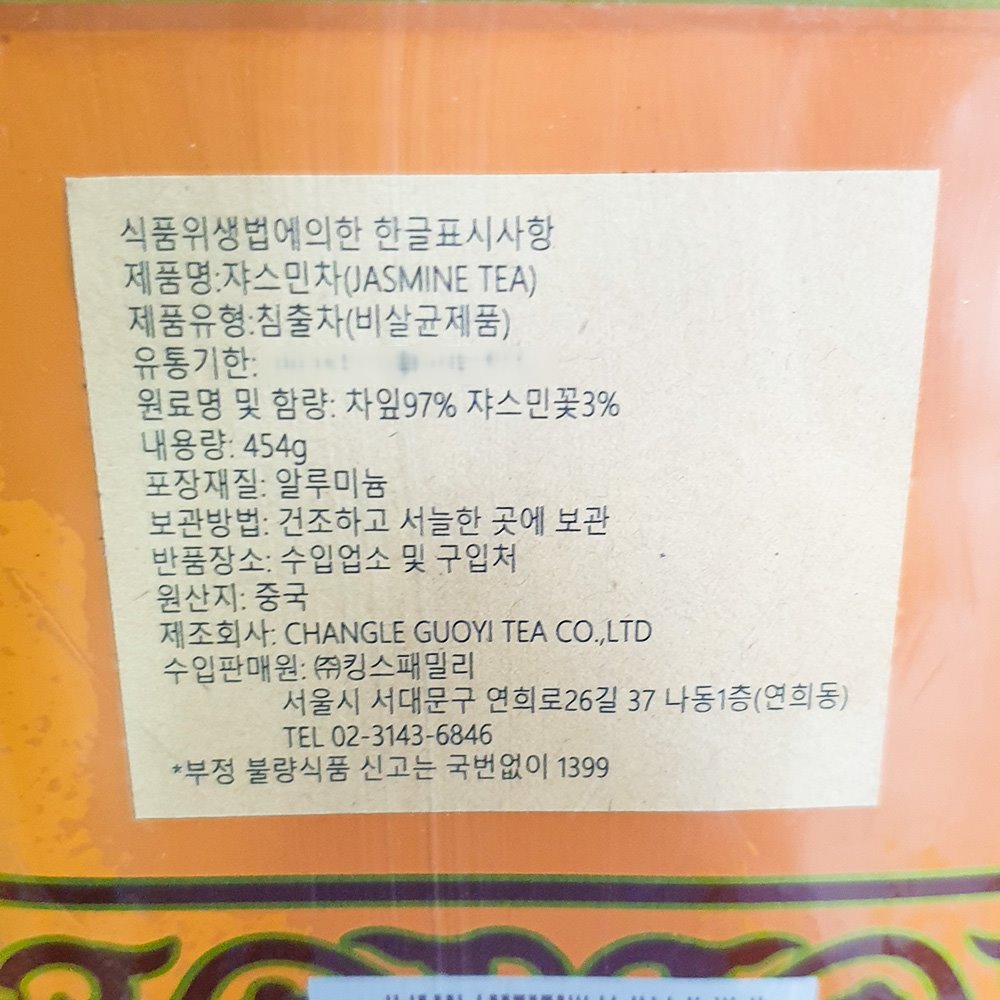 식품위생법에의한 한글표시사항
제품명:쟈스민차(JASMINE TEA)
제품유형:침출차(비살균제품)
유통기한:
원료명 및 함량: 차잎97% 쟈스민꽃3%
내용량: 454g
포장재질: 알루미늄
보관방법: 건조하고 서늘한 곳에 보관
반품장소: 수입업소 및 구입처
원산지: 중국
제조회사: CHANGLE GUOYI TEA CO.,LTD
수입판매원: ㈜킹스패밀리
서울시 서대문구 연희로26길 37 나동1층(연희동)
TEL 02-3143-6846
*부정 불량식품 신고는 국번없이 1399